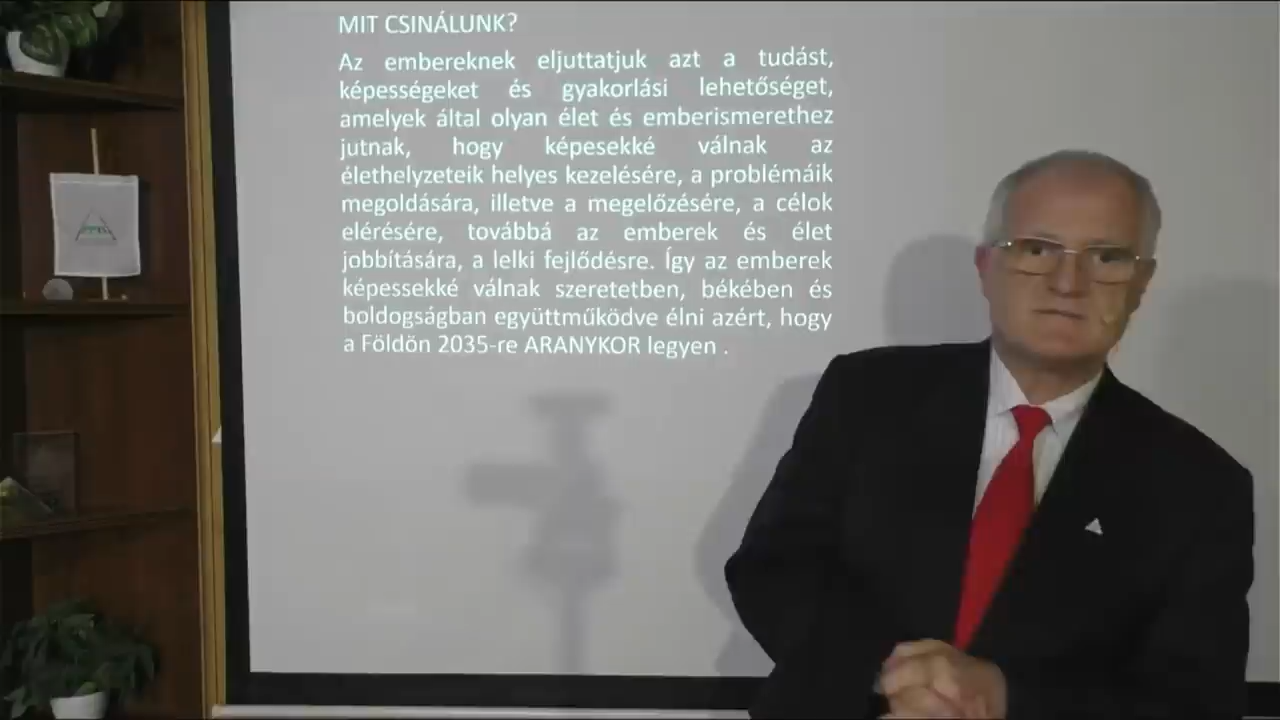 MIT CSINÁLUNK?
Az embereknek eljuttatjuk azt a tudást,
képességeket és gyakorlási lehetőséget,
amelyek által olyan élet és emberismerethez
jutnak, hogy képesekké válnak az
élethelyzeteik helyes kezelésére, a problémáik
megoldására, illetve a megelőzésére, a célok
elérésére, továbbá az emberek és élet
jobbítására, a lelki fejlődésre. Így az emberek
képessekké válnak szeretetben, békében és
boldogságban együttműködve élni azért, hogy
a Földön 2035-re ARANYKOR legyen .